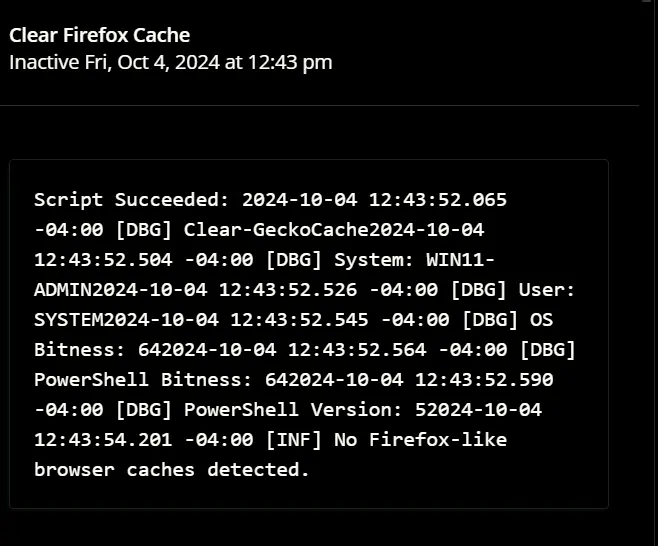 Clear Firefox Cache
Inactive Fri, Oct 4, 2024 at 12:43 pm
Script Succeeded: 2024-10-04 12:43:52.065
-04:00 [DBG] Clear-GeckoCache2024-10-04
12:43:52.504 -04:00 [DBG] System: WIN11-
ADMIN2024-10-04 12:43:52.526 -04:00 [DBG] User:
SYSTEM2024-10-04 12:43:52.545 -04:00 [DBG] OS
Bitness: 642024-10-04 12:43:52.564 -04:00 [DBG]
PowerShell Bitness: 642024-10-04 12:43:52.590
-04:00 [DBG] PowerShell Version: 52024-10-04
12:43:54.201 -04:00 [INF] No Firefox-like
browser caches detected.